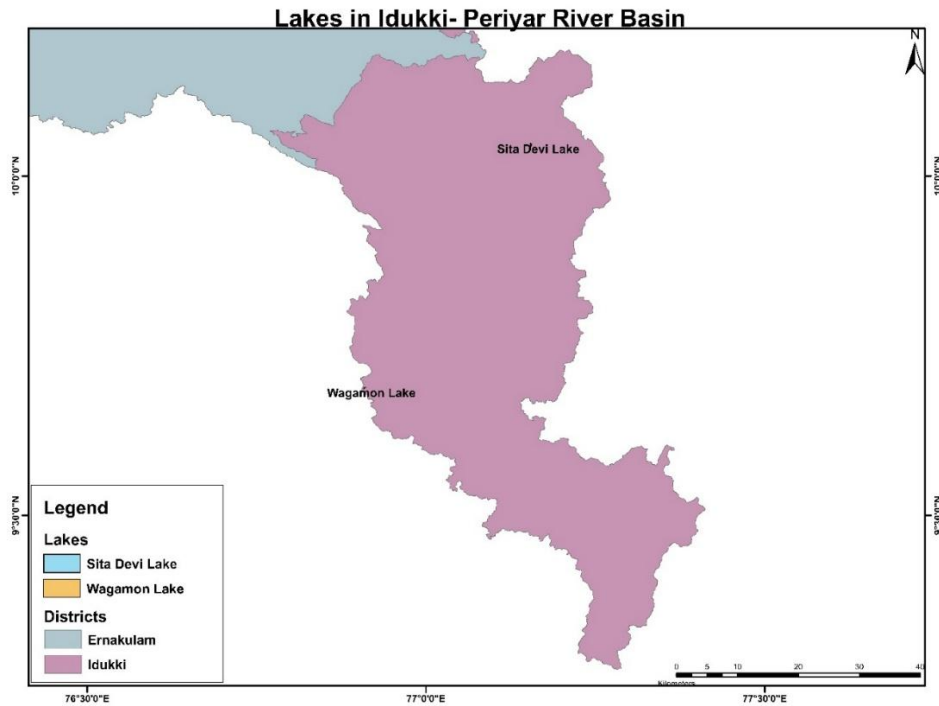 Lakes in Idukki- Periyar River Basin
N
Sita Devi Lake
10°0'0"N
10°0'0"N
Wagamon Lake
Legend
Lakes
Sita Devi Lake
Wagamon Lake
Districts
Ernakulam
Idukki
9°30'0"N
9°30'0"N
0 5 10 20 30 40
Kilometers
76°30'0"E
77°0'0"E
77°30'0"E